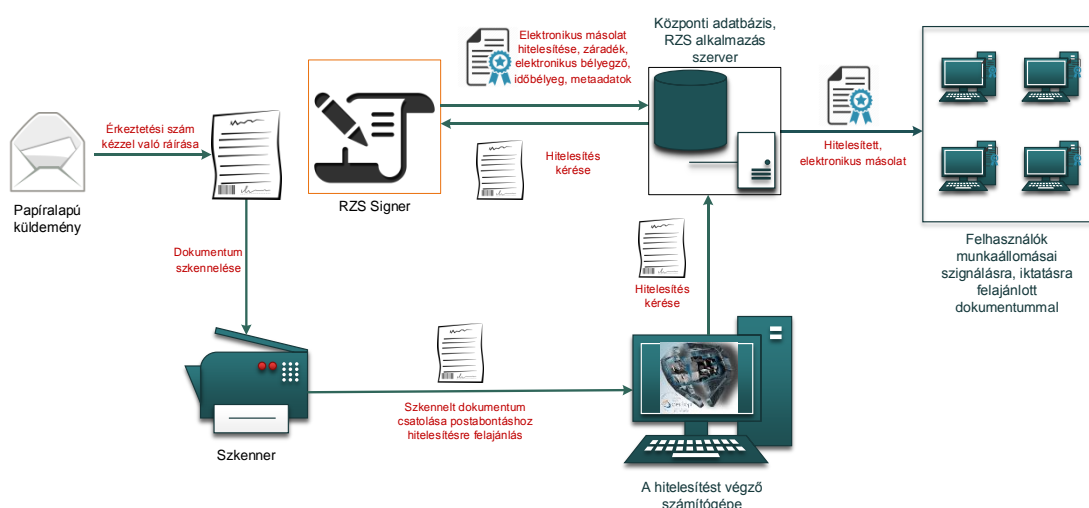 Központi adatbázis,
RZS alkalmazás
szerver
Elektronikus másolat
hitelesítése, záradék,
elektronikus bélyegző,
időbélyeg, metaadatok
Érkeztetési szám
kézzel való ráírása
Hitelesítés
kérése
Hitelesített,
elektronikus másolat
Papíralapú
küldemény
RZS Signer
Felhasználók
munkaállomásai
szignálásra, iktatásra
felajánlott
dokumentummal
Dokumentum
szkennelése
Hitelesítés
kérése
Szkennelt dokumentum
csatolása postabontáshoz
hitelesítésre felajánlás
Szkenner
A hitelesítést végző
számítógépe